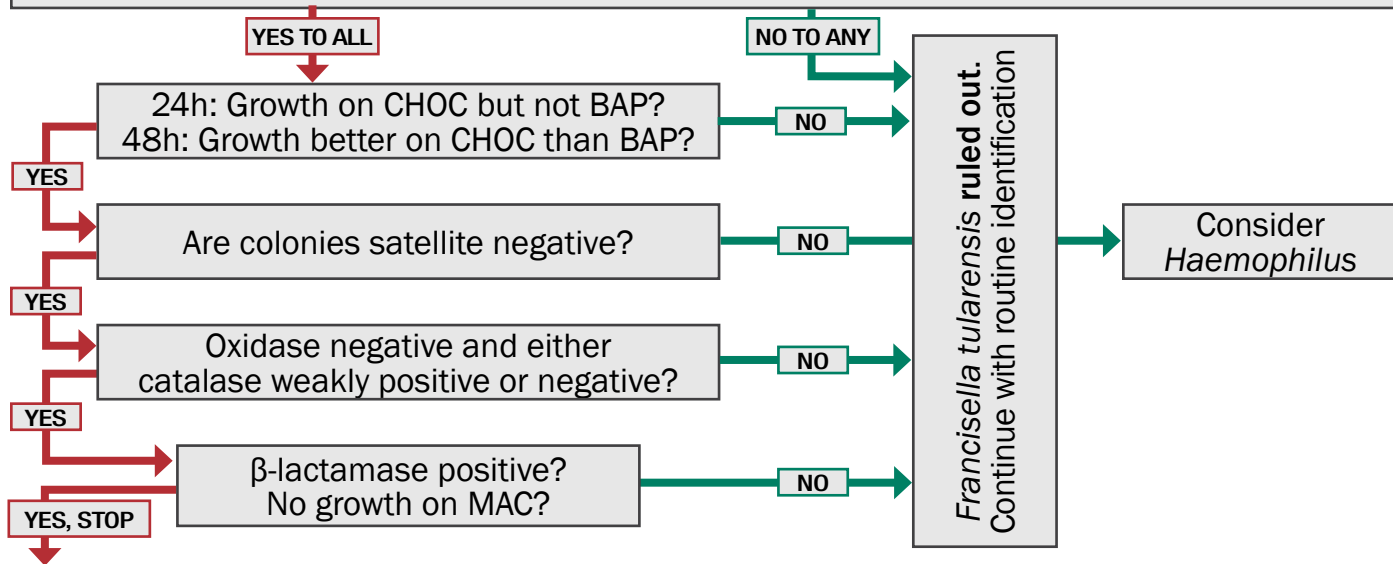 YES TO ALL
NO TO ANY
24h: Growth on CHOC but not BAP?
48h: Growth better on CHOC than BAP?
NO
YES
Are colonies satellite negative?
NO
YES
Oxidase negative and either
catalase weakly positive or negative?
NO
YES
β-lactamase positive?
No growth on MAC?
NO
YES, STOP
Francisella tularensis ruled out.
Continue with routine identification
Consider
Haemophilus